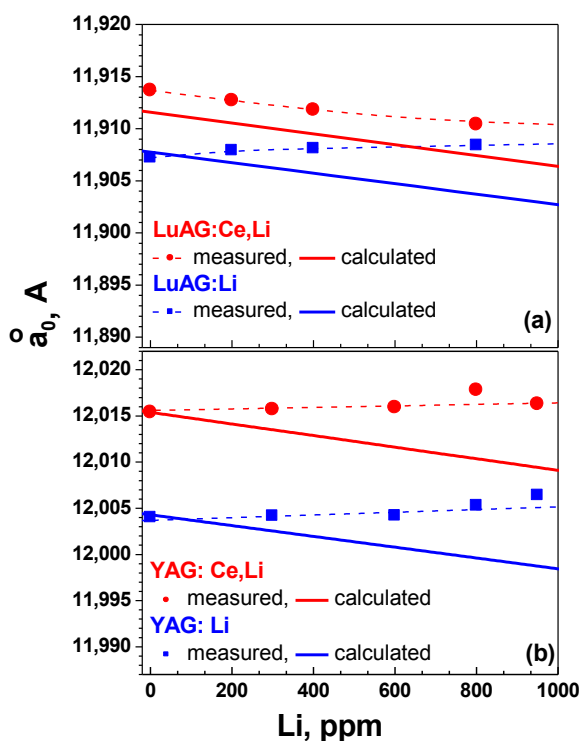 11,920
11,915
11,910
11,905
11,900
11,895
11,890
LuAG:Ce,Li
measured, calculated
LuAG:Li
measured, calculated
(a)
a0, Å
12,020
12,015
12,010
12,005
12,000
11,995
11,990
YAG: Ce,Li
measured, calculated
YAG: Li
measured, calculated
(b)
0 200 400 600 800 1000
Li, ppm